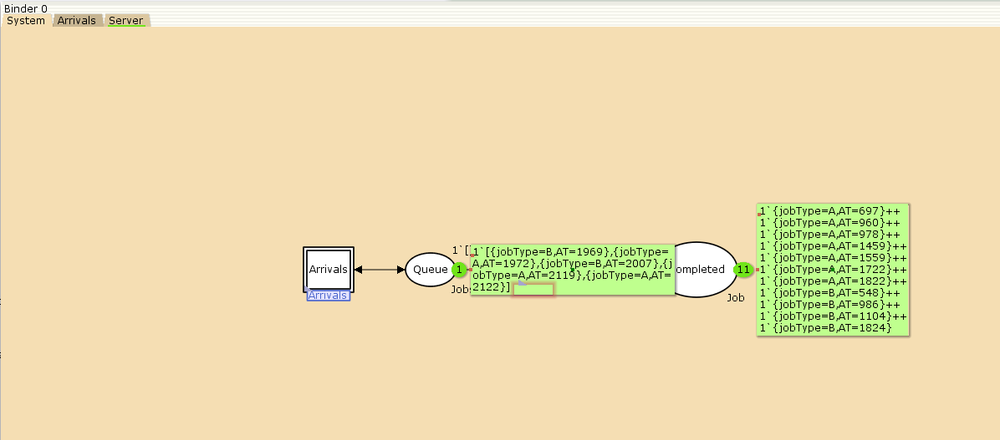 Binder 0
System Arrivals Server
1`{jobType=A,AT=697}++
1`{jobType=A,AT=960}++
1`{jobType=A,AT=978}++
1`{jobType=A,AT=1459}++
1`{jobType=A,AT=1559}++
1`{jobType=A,AT=1722}++
1`{jobType=A,AT=1822}++
1`{jobType=B,AT=548}++
1`{jobType=B,AT=986}++
1`{jobType=B,AT=1104}++
1`{jobType=B,AT=1824}
1`[
1`[{jobType=B,AT=1969},{jobType=
A,AT=1972},{jobType=B,AT=2007},{j
obType=A,AT=2119},{jobType=A,AT=
2122}]
Arrivals
Queue
1
ompleted
11
Arrivals
Jobs
Job